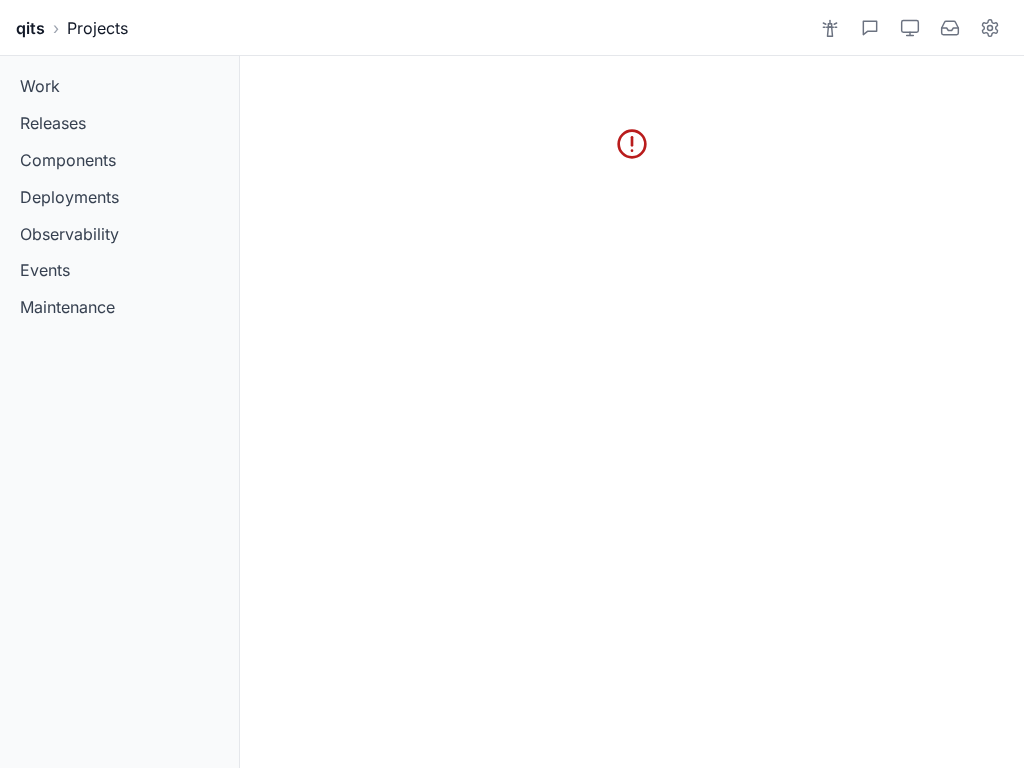 qits › Projects
Work
Releases
Components
Deployments
Observability
Events
Maintenance